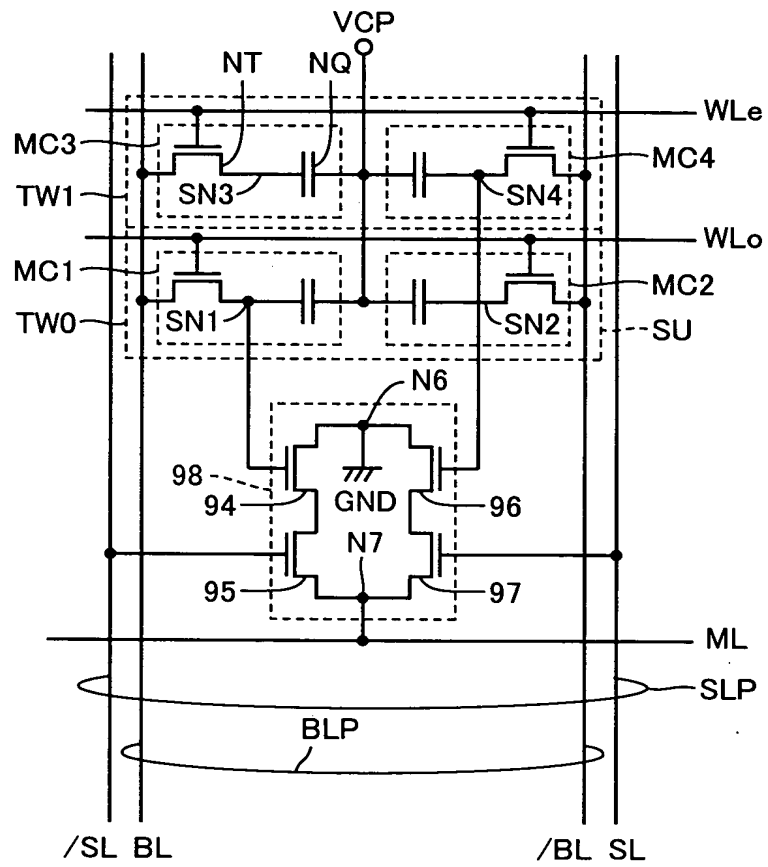 VCP
NT NQ
WLe
MC3 MC4
SN3 SN4
TW1
WLo
MC1 MC2
SN1 SN2
TW0 SU
N6
98
94 GND 96
N7
95 97
ML
SLP
BLP
/SL BL /BL SL